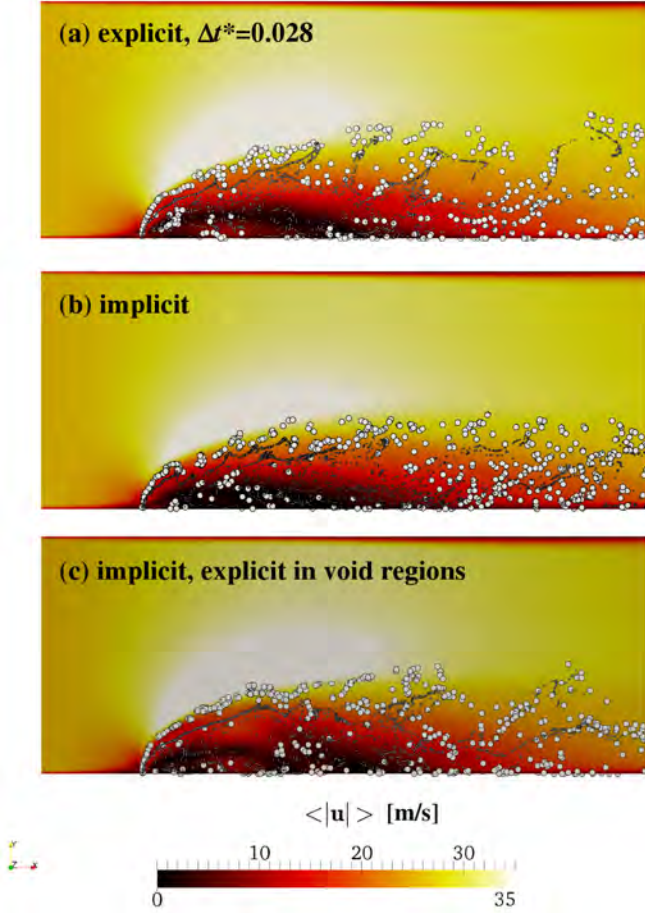 (a) explicit, Δt*=0.028
(b) implicit
(c) implicit, explicit in void regions
<|u|> [m/s]
10 20 30
0 35
Y
Z X